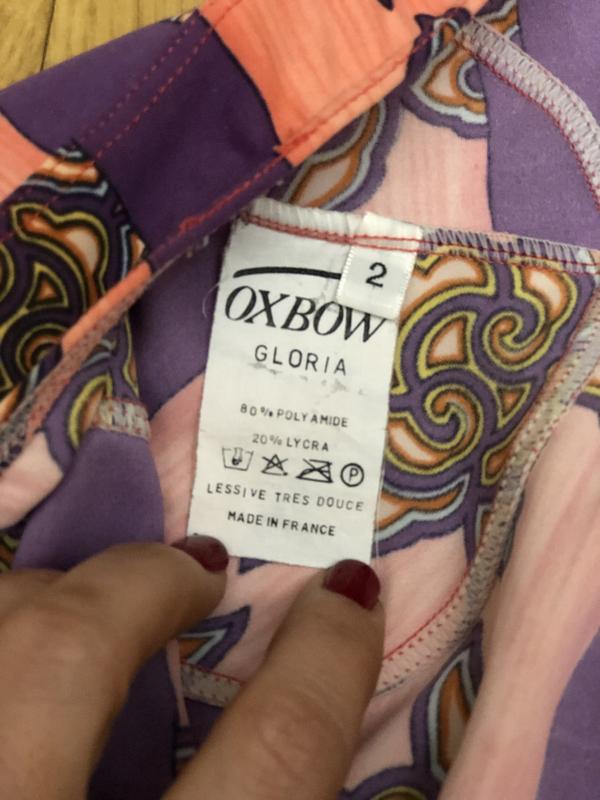 2
OXBOW
GLORIA
80% POLYAMIDE
20% LYCRA
P
LESSIVE TRES DOUCE
MADE IN FRANCE